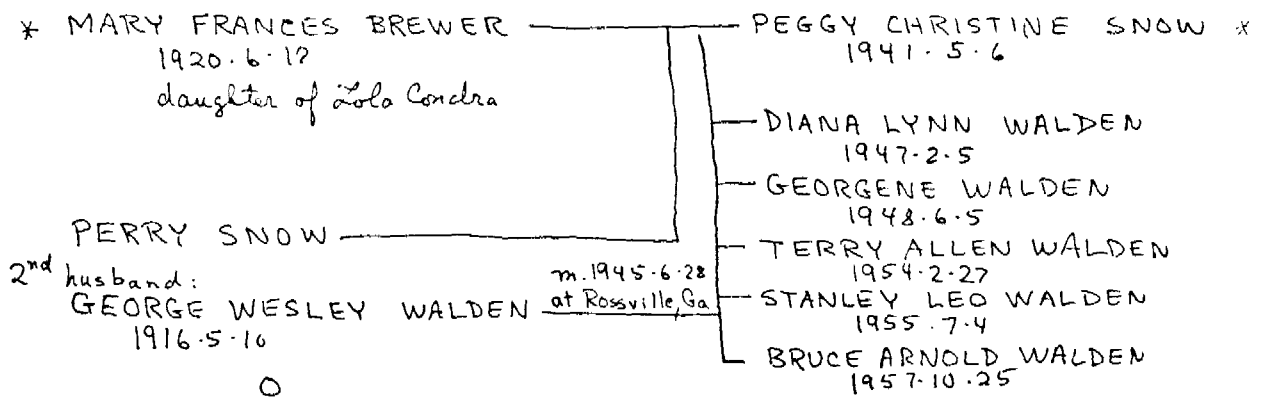 * MARY FRANCES BREWER PEGGY CHRISTINE SNOW *
1920.6.17 1941.5.6
daughter of Lola Condra
DIANA LYNN WALDEN
1947.2.5
GEORGENE WALDEN
1948.6.5
PERRY SNOW
TERRY ALLEN WALDEN
1954.2.27
2nd husband:
GEORGE WESLEY WALDEN m.1945.6.28 at Rossville, Ga
1916.5.10
STANLEY LEO WALDEN
1955.7.4
BRUCE ARNOLD WALDEN
1957.10.25